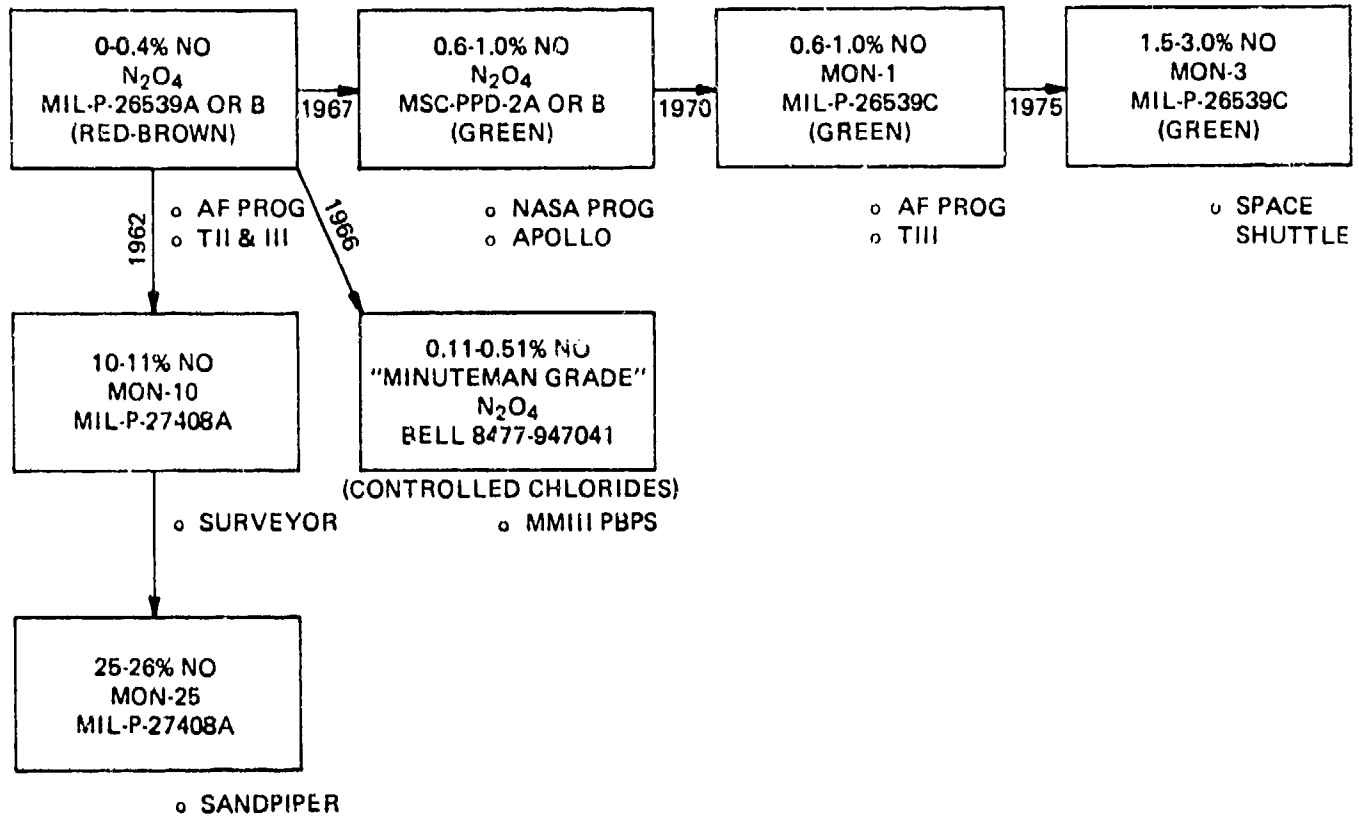 0-0.4% NO
N₂O₄
MIL-P-26539A OR B
(RED-BROWN)
1967
0.6-1.0% NO
N₂O₄
MSC-PPD-2A OR B
(GREEN)
1970
0.6-1.0% NO
MON-1
MIL-P-26539C
(GREEN)
1975
1.5-3.0% NO
MON-3
MIL-P-26539C
(GREEN)
1962
o AF PROG
o TII & III
1966
o NASA PROG
o APOLLO
o AF PROG
o TIII
o SPACE
SHUTTLE
10-11% NO
MON-10
MIL-P-27408A
0.11-0.51% NO
"MINUTEMAN GRADE"
N₂O₄
BELL 8477-947041
(CONTROLLED CHLORIDES)
o SURVEYOR
o MMIII PBPS
25-26% NO
MON-25
MIL-P-27408A
o SANDPIPER